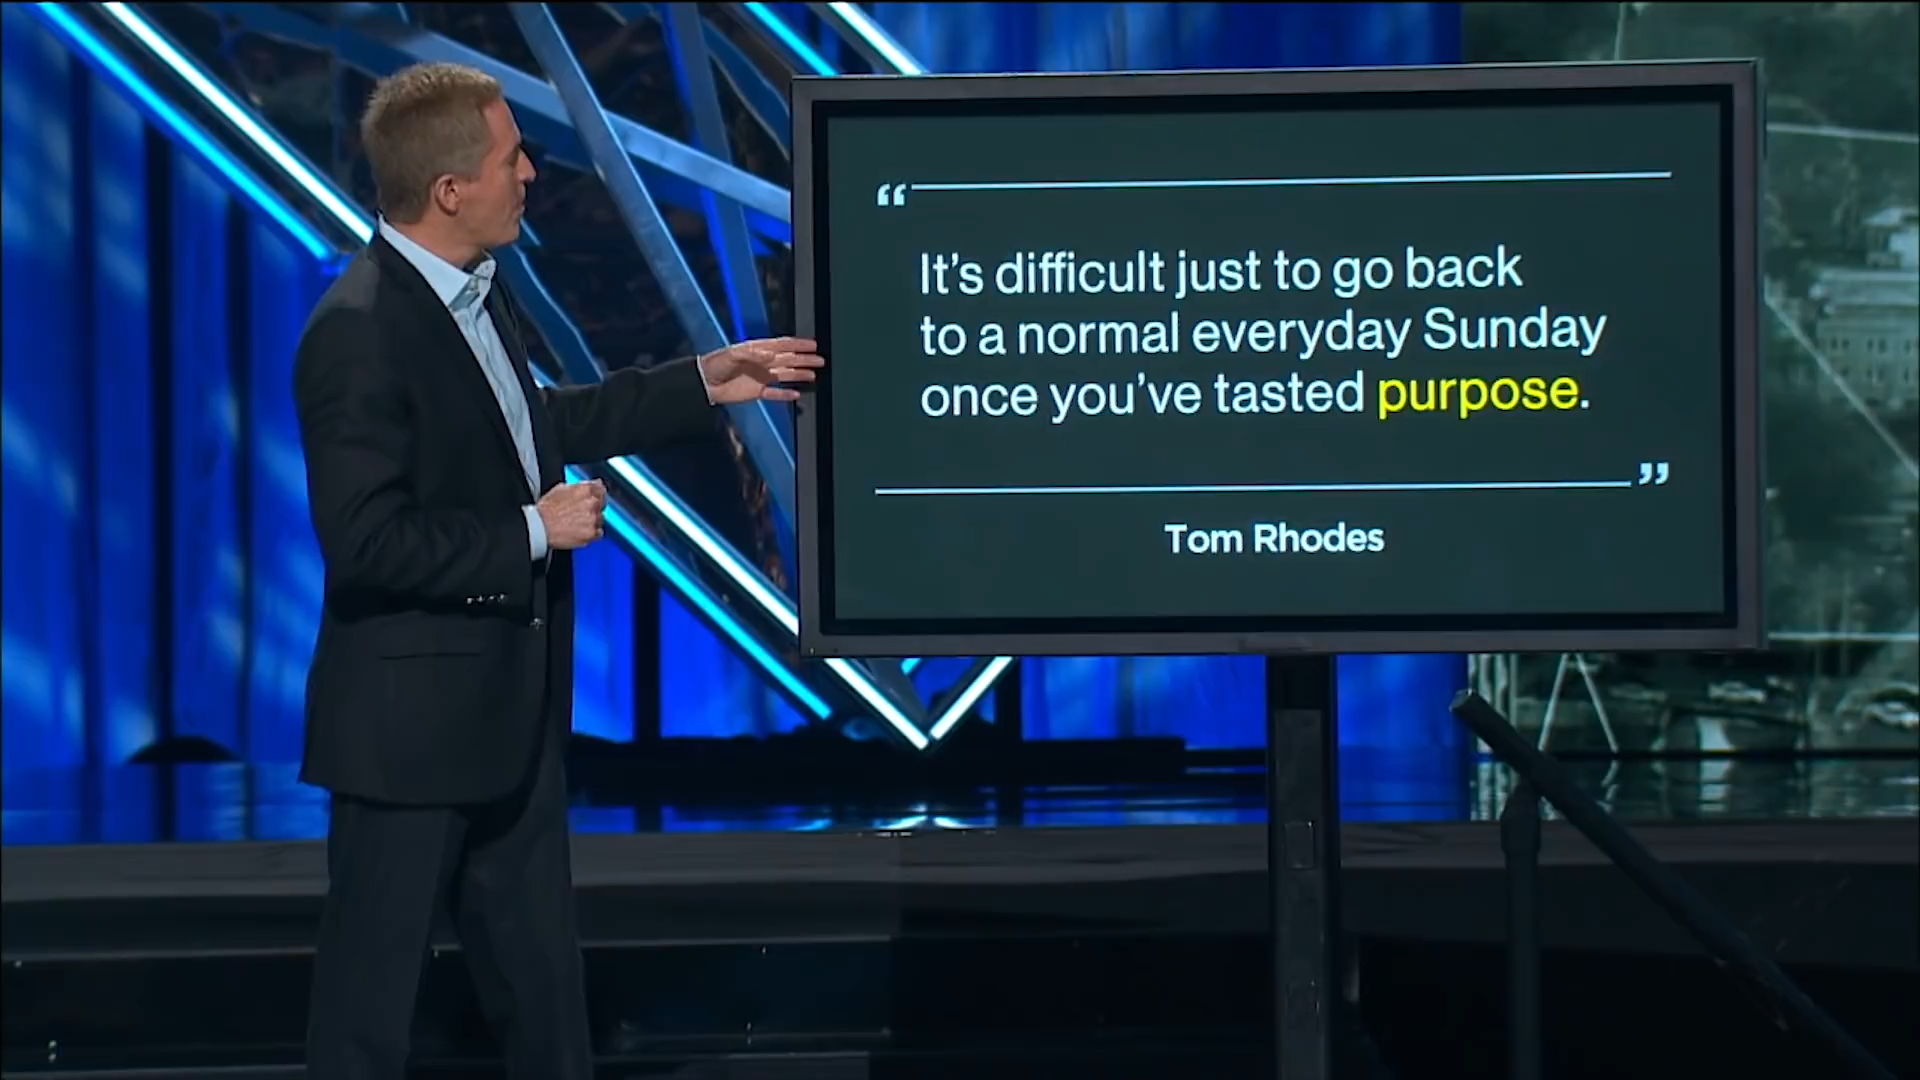 “
It’s difficult just to go back
to a normal everyday Sunday
once you’ve tasted purpose.
”
Tom Rhodes